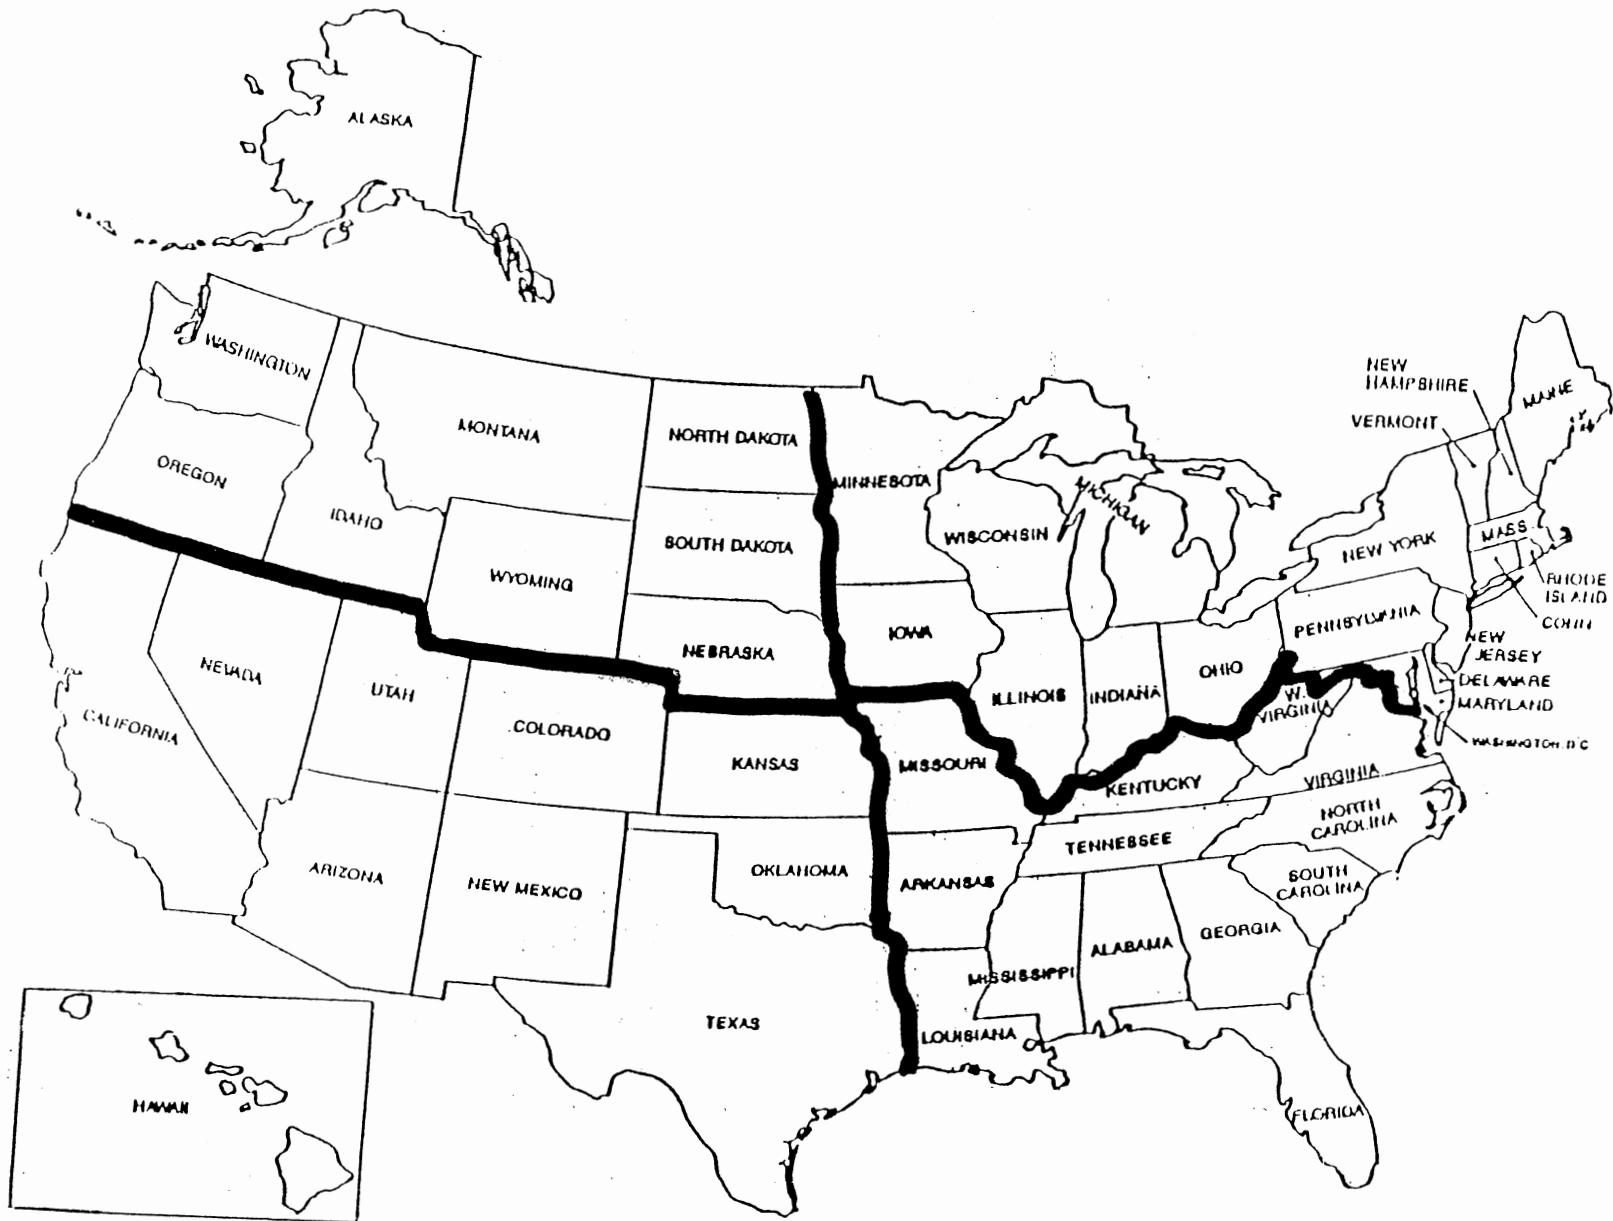 ALASKA
WASHINGTON
OREGON
IDAHO
MONTANA
WYOMING
NORTH DAKOTA
SOUTH DAKOTA
NEBRASKA
MINNESOTA
IOWA
WISCONSIN
MICHIGAN
NEW
HAMPSHIRE
VERMONT
MAINE
MASS
NEW YORK
RHODE
ISLAND
CONN
PENNSYLVANIA
NEW
JERSEY
DELAWARE
MARYLAND
WASHINGTON D C
CALIFORNIA
NEVADA
UTAH
COLORADO
KANSAS
MISSOURI
ILLINOIS
INDIANA
OHIO
W.
VIRGINIA
VIRGINIA
KENTUCKY
TENNESSEE
NORTH
CAROLINA
SOUTH
CAROLINA
ARIZONA
NEW MEXICO
OKLAHOMA
ARKANSAS
MISSISSIPPI
ALABAMA
GEORGIA
TEXAS
LOUISIANA
FLORIDA
HAWAII